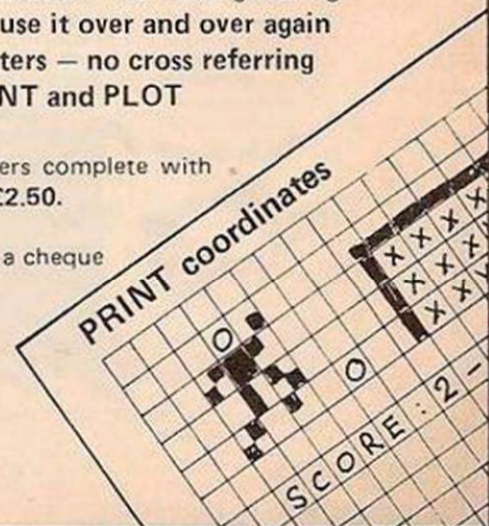 use it over and over again
ters — no cross referring
NT and PLOT
ers complete with
£2.50.
a cheque
PRINT coordinates
O
X X X X
X X X
X X
O
SCORE: 2 -